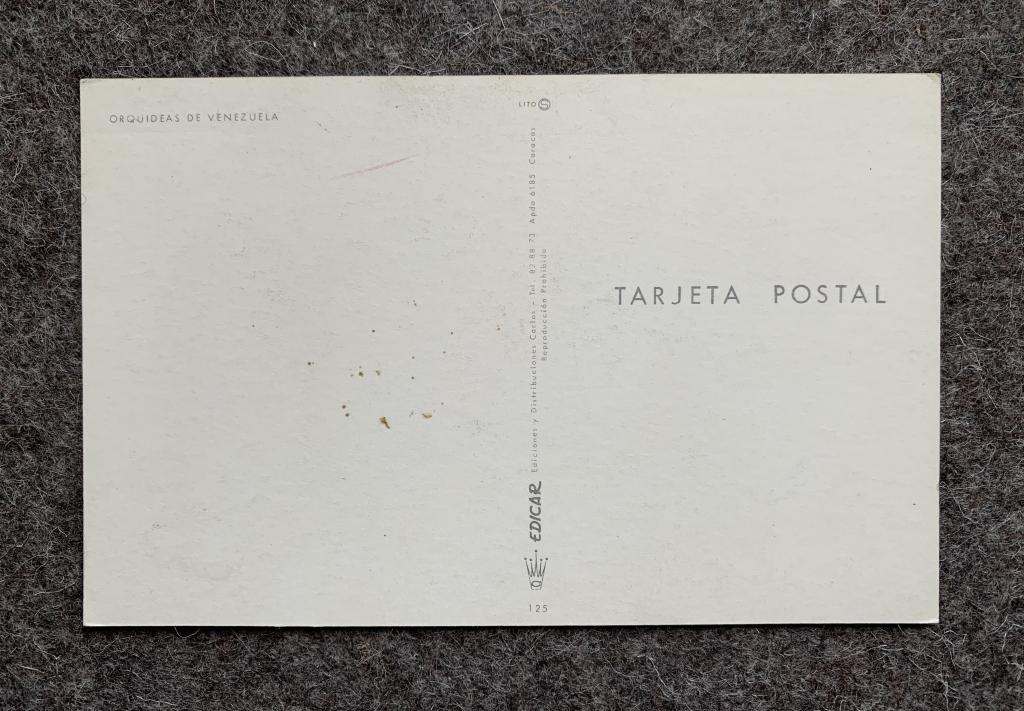 ORQUIDEAS DE VENEZUELA
LITO S
TARJETA POSTAL
EDICAR Ediciones y Distribuciones Carlos - Tel. 82 88 73 Apdo 6185 Caracas
Reproducción Prohibida
125